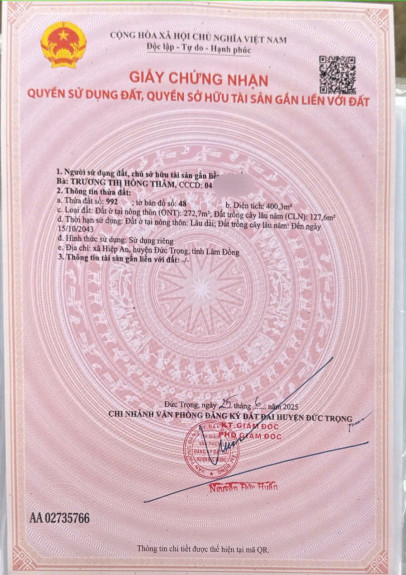 CỘNG HÒA XÃ HỘI CHỦ NGHĨA VIỆT NAM
Độc lập - Tự do - Hạnh phúc
GIẤY CHỨNG NHẬN
QUYỀN SỬ DỤNG ĐẤT, QUYỀN SỞ HỮU TÀI SẢN GẮN LIỀN VỚI ĐẤT
1. Người sử dụng đất, chủ sở hữu tài sản gắn liề
Bà: TRƯƠNG THỊ HỒNG THẮM, CCCD: 04
2. Thông tin thửa đất:
a. Thửa đất số: 992 ; tờ bản đồ số: 48 b. Diện tích: 400,3m²
c. Loại đất: Đất ở tại nông thôn (ONT): 272,7m²; Đất trồng cây lâu năm (CLN): 127,6m²
d. Thời hạn sử dụng: Đất ở tại nông thôn: Lâu dài; Đất trồng cây lâu năm: Đến ngày
15/10/2043
đ. Hình thức sử dụng: Sử dụng riêng
e. Địa chỉ: xã Hiệp An, huyện Đức Trọng, tỉnh Lâm Đồng
3. Thông tin tài sản gắn liền với đất: -/-
Đức Trọng, ngày 25 tháng 6 năm 2025
CHI NHÁNH VĂN PHÒNG ĐĂNG KÝ ĐẤT ĐAI HUYỆN ĐỨC TRỌNG
KT.GIÁM ĐỐC
PHÓ GIÁM ĐỐC
AA 02735766
Thông tin chi tiết được thể hiện tại mã QR.